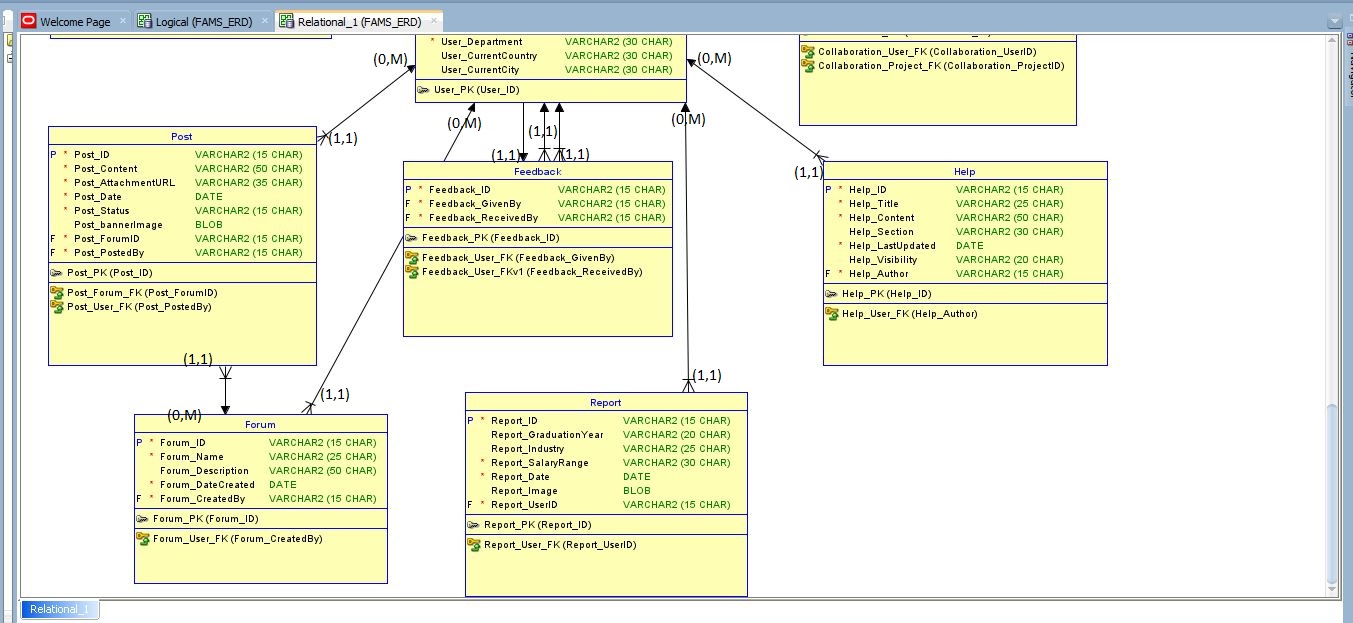 Welcome Page
Logical (FAMS_ERD)
Relational_1 (FAMS_ERD)
* User_Department VARCHAR2 (30 CHAR)
User_CurrentCountry VARCHAR2 (30 CHAR)
User_CurrentCity VARCHAR2 (30 CHAR)
User_PK (User_ID)
Collaboration_User_FK (Collaboration_UserID)
Collaboration_Project_FK (Collaboration_ProjectID)
(0,M)
(0,M)
(0,M)
(1,1)
(0,M)
(1,1)
(1,1)
(1,1)
(1,1)
Post
P * Post_ID VARCHAR2 (15 CHAR)
* Post_Content VARCHAR2 (50 CHAR)
* Post_AttachmentURL VARCHAR2 (35 CHAR)
* Post_Date DATE
* Post_Status VARCHAR2 (15 CHAR)
Post_bannerImage BLOB
F * Post_ForumID VARCHAR2 (15 CHAR)
F * Post_PostedBy VARCHAR2 (15 CHAR)
Post_PK (Post_ID)
Post_Forum_FK (Post_ForumID)
Post_User_FK (Post_PostedBy)
Feedback
P * Feedback_ID VARCHAR2 (15 CHAR)
F * Feedback_GivenBy VARCHAR2 (15 CHAR)
F * Feedback_ReceivedBy VARCHAR2 (15 CHAR)
Feedback_PK (Feedback_ID)
Feedback_User_FK (Feedback_GivenBy)
Feedback_User_FKv1 (Feedback_ReceivedBy)
Help
P * Help_ID VARCHAR2 (15 CHAR)
* Help_Title VARCHAR2 (25 CHAR)
* Help_Content VARCHAR2 (50 CHAR)
Help_Section VARCHAR2 (30 CHAR)
* Help_LastUpdated DATE
Help_Visibility VARCHAR2 (20 CHAR)
F * Help_Author VARCHAR2 (15 CHAR)
Help_PK (Help_ID)
Help_User_FK (Help_Author)
(1,1)
(0,M)
(1,1)
(1,1)
Forum
P * Forum_ID VARCHAR2 (15 CHAR)
* Forum_Name VARCHAR2 (25 CHAR)
Forum_Description VARCHAR2 (50 CHAR)
* Forum_DateCreated DATE
F * Forum_CreatedBy VARCHAR2 (15 CHAR)
Forum_PK (Forum_ID)
Forum_User_FK (Forum_CreatedBy)
Report
P * Report_ID VARCHAR2 (15 CHAR)
Report_GraduationYear VARCHAR2 (20 CHAR)
Report_Industry VARCHAR2 (25 CHAR)
* Report_SalaryRange VARCHAR2 (30 CHAR)
* Report_Date DATE
Report_Image BLOB
F * Report_UserID VARCHAR2 (15 CHAR)
Report_PK (Report_ID)
Report_User_FK (Report_UserID)
Relational_1